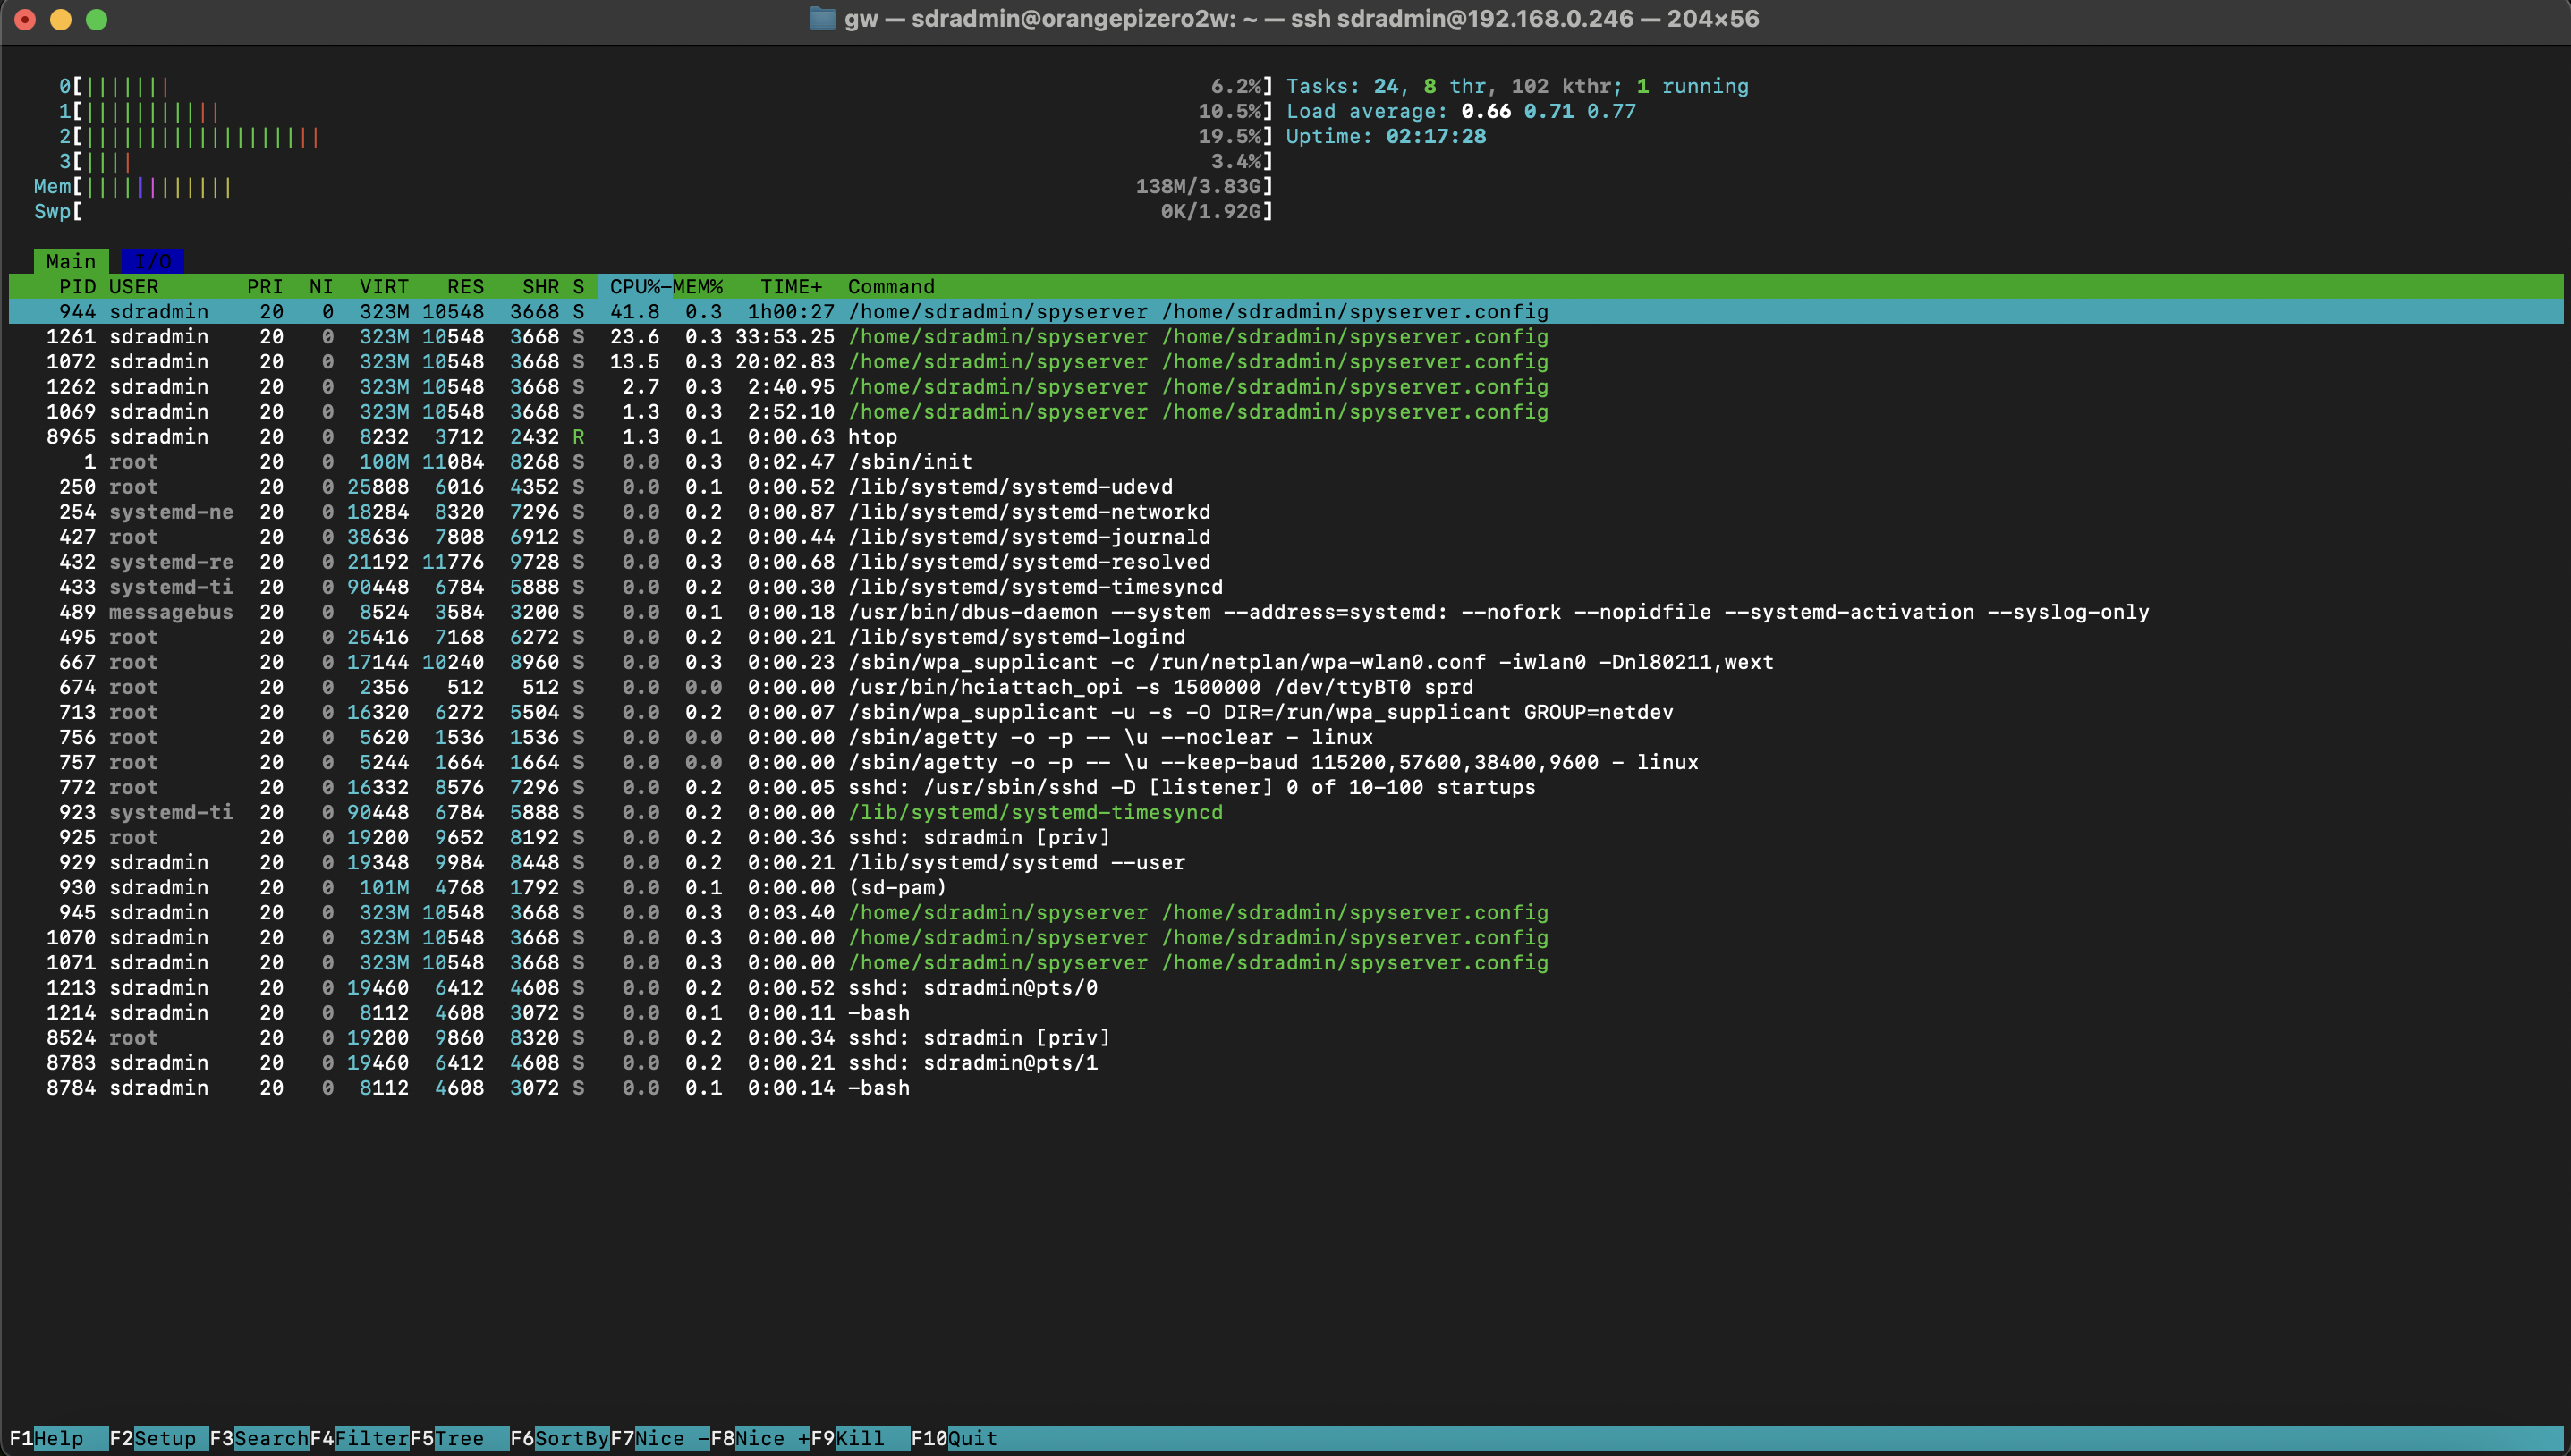 gw — sdradmin@orangepizero2w: ~ — ssh sdradmin@192.168.0.246 — 204×56
0[||||||| 6.2%] Tasks: 24, 8 thr, 102 kthr; 1 running
1[||||||||||| 10.5%] Load average: 0.66 0.71 0.77
2[||||||||||||||||||| 19.5%] Uptime: 02:17:28
3[|||| 3.4%]
Mem[|||||||||||| 138M/3.83G]
Swp[ 0K/1.92G]
Main I/O
PID USER PRI NI VIRT RES SHR S CPU%-MEM% TIME+ Command
944 sdradmin 20 0 323M 10548 3668 S 41.8 0.3 1h00:27 /home/sdradmin/spyserver /home/sdradmin/spyserver.config
1261 sdradmin 20 0 323M 10548 3668 S 23.6 0.3 33:53.25 /home/sdradmin/spyserver /home/sdradmin/spyserver.config
1072 sdradmin 20 0 323M 10548 3668 S 13.5 0.3 20:02.83 /home/sdradmin/spyserver /home/sdradmin/spyserver.config
1262 sdradmin 20 0 323M 10548 3668 S 2.7 0.3 2:40.95 /home/sdradmin/spyserver /home/sdradmin/spyserver.config
1069 sdradmin 20 0 323M 10548 3668 S 1.3 0.3 2:52.10 /home/sdradmin/spyserver /home/sdradmin/spyserver.config
8965 sdradmin 20 0 8232 3712 2432 R 1.3 0.1 0:00.63 htop
1 root 20 0 100M 11084 8268 S 0.0 0.3 0:02.47 /sbin/init
250 root 20 0 25808 6016 4352 S 0.0 0.1 0:00.52 /lib/systemd/systemd-udevd
254 systemd-ne 20 0 18284 8320 7296 S 0.0 0.2 0:00.87 /lib/systemd/systemd-networkd
427 root 20 0 38636 7808 6912 S 0.0 0.2 0:00.44 /lib/systemd/systemd-journald
432 systemd-re 20 0 21192 11776 9728 S 0.0 0.3 0:00.68 /lib/systemd/systemd-resolved
433 systemd-ti 20 0 90448 6784 5888 S 0.0 0.2 0:00.30 /lib/systemd/systemd-timesyncd
489 messagebus 20 0 8524 3584 3200 S 0.0 0.1 0:00.18 /usr/bin/dbus-daemon --system --address=systemd: --nofork --nopidfile --systemd-activation --syslog-only
495 root 20 0 25416 7168 6272 S 0.0 0.2 0:00.21 /lib/systemd/systemd-logind
667 root 20 0 17144 10240 8960 S 0.0 0.3 0:00.23 /sbin/wpa_supplicant -c /run/netplan/wpa-wlan0.conf -iwlan0 -Dnl80211,wext
674 root 20 0 2356 512 512 S 0.0 0.0 0:00.00 /usr/bin/hciattach_opi -s 1500000 /dev/ttyBT0 sprd
713 root 20 0 16320 6272 5504 S 0.0 0.2 0:00.07 /sbin/wpa_supplicant -u -s -O DIR=/run/wpa_supplicant GROUP=netdev
756 root 20 0 5620 1536 1536 S 0.0 0.0 0:00.00 /sbin/agetty -o -p -- \u --noclear - linux
757 root 20 0 5244 1664 1664 S 0.0 0.0 0:00.00 /sbin/agetty -o -p -- \u --keep-baud 115200,57600,38400,9600 - linux
772 root 20 0 16332 8576 7296 S 0.0 0.2 0:00.05 sshd: /usr/sbin/sshd -D [listener] 0 of 10-100 startups
923 systemd-ti 20 0 90448 6784 5888 S 0.0 0.2 0:00.00 /lib/systemd/systemd-timesyncd
925 root 20 0 19200 9652 8192 S 0.0 0.2 0:00.36 sshd: sdradmin [priv]
929 sdradmin 20 0 19348 9984 8448 S 0.0 0.2 0:00.21 /lib/systemd/systemd --user
930 sdradmin 20 0 101M 4768 1792 S 0.0 0.1 0:00.00 (sd-pam)
945 sdradmin 20 0 323M 10548 3668 S 0.0 0.3 0:03.40 /home/sdradmin/spyserver /home/sdradmin/spyserver.config
1070 sdradmin 20 0 323M 10548 3668 S 0.0 0.3 0:00.00 /home/sdradmin/spyserver /home/sdradmin/spyserver.config
1071 sdradmin 20 0 323M 10548 3668 S 0.0 0.3 0:00.00 /home/sdradmin/spyserver /home/sdradmin/spyserver.config
1213 sdradmin 20 0 19460 6412 4608 S 0.0 0.2 0:00.52 sshd: sdradmin@pts/0
1214 sdradmin 20 0 8112 4608 3072 S 0.0 0.1 0:00.11 -bash
8524 root 20 0 19200 9860 8320 S 0.0 0.2 0:00.34 sshd: sdradmin [priv]
8783 sdradmin 20 0 19460 6412 4608 S 0.0 0.2 0:00.21 sshd: sdradmin@pts/1
8784 sdradmin 20 0 8112 4608 3072 S 0.0 0.1 0:00.14 -bash
F1Help F2Setup F3SearchF4FilterF5Tree F6SortByF7Nice -F8Nice +F9Kill F10Quit